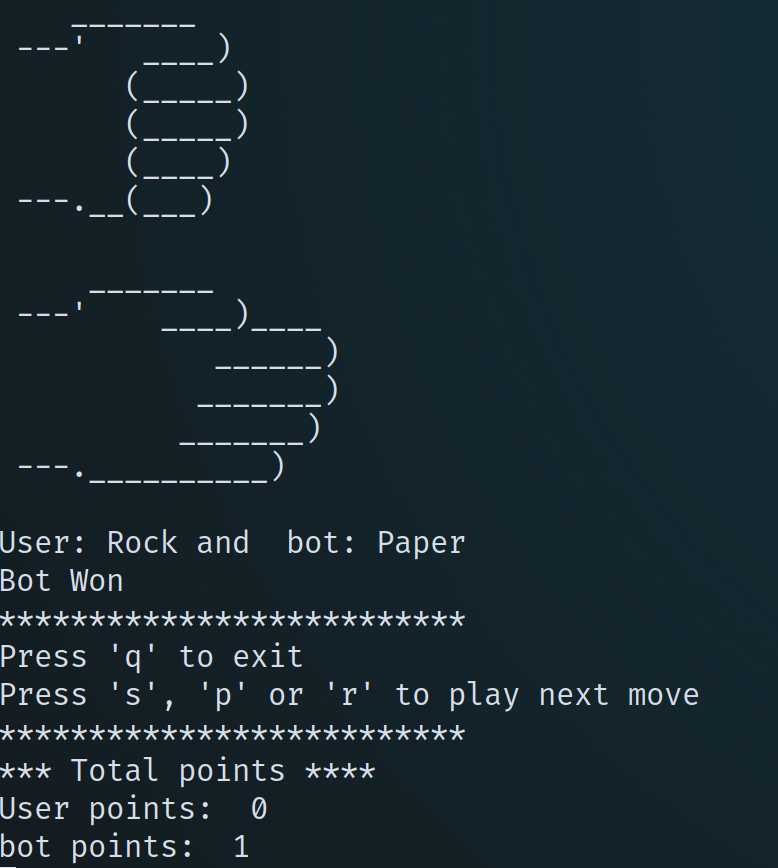 _______
 ---'   ____)
       (_____)
       (_____)
       (____)
 ---.__(___)

     _______
 ---'    ____)____
            ______)
           _______)
          _______)
 ---.__________)

User: Rock and  bot: Paper
Bot Won
**************************
Press 'q' to exit
Press 's', 'p' or 'r' to play next move
**************************
*** Total points ****
User points:  0
bot points:  1